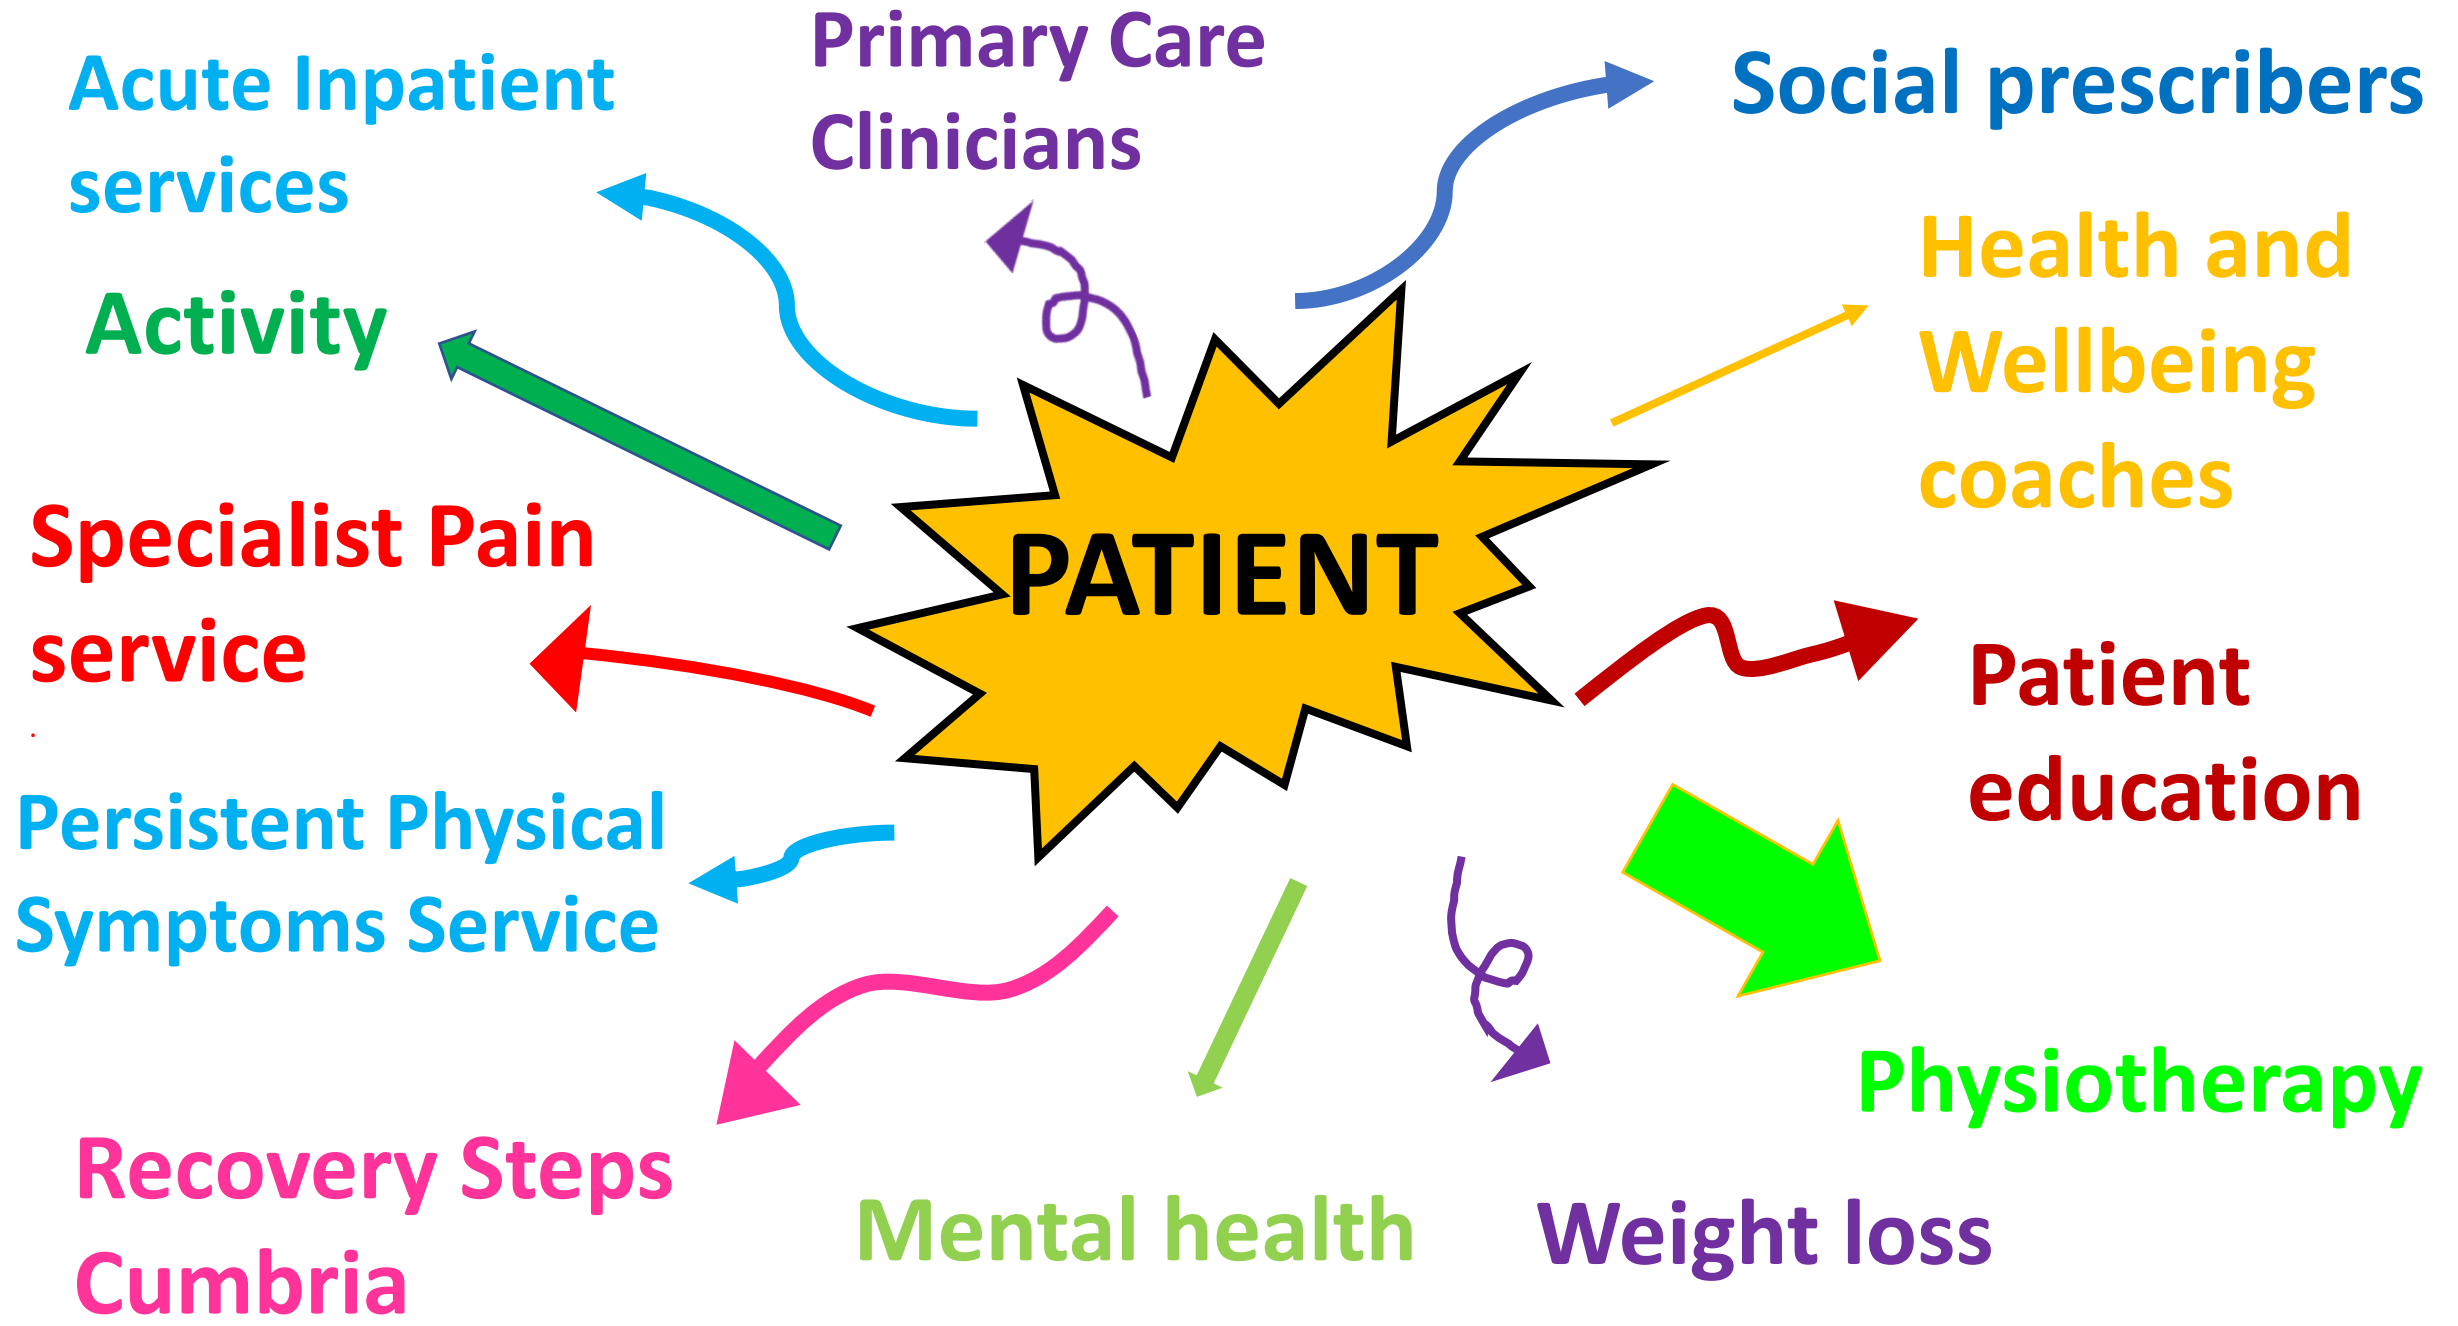 Primary Care
Clinicians
Acute Inpatient
services
Social prescribers
Activity
Health and
Wellbeing
coaches
Specialist Pain
service
.
PATIENT
Patient
education
Persistent Physical
Symptoms Service
Physiotherapy
Recovery Steps
Cumbria
Mental health
Weight loss